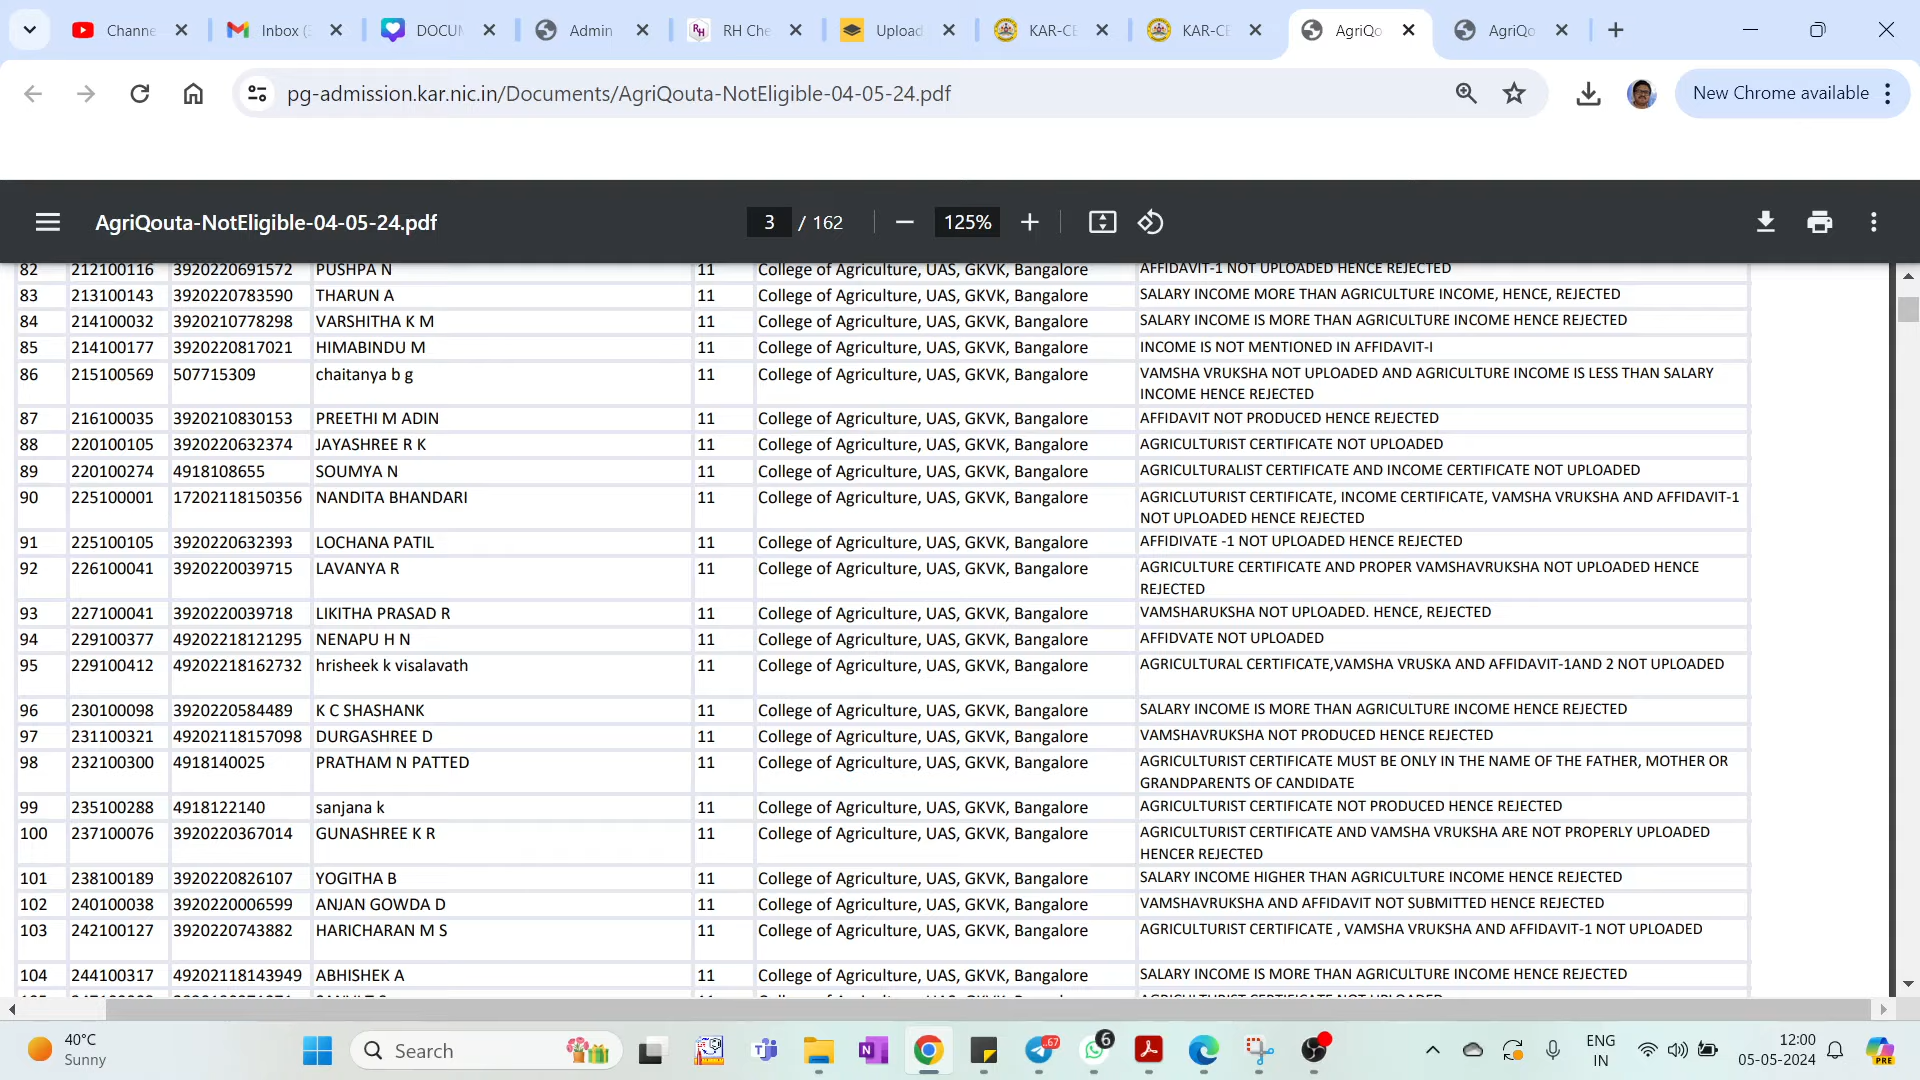 Channe
Inbox (
DOCUM
Admin
RH Che
Upload
KAR-CE
KAR-CE
AgriQo
AgriQo
pg-admission.kar.nic.in/Documents/AgriQouta-NotEligible-04-05-24.pdf
New Chrome available
AgriQouta-NotEligible-04-05-24.pdf
3 / 162
125%
82 212100116 3920220691572 PUSHPA N 11 College of Agriculture, UAS, GKVK, Bangalore AFFIDAVIT-1 NOT UPLOADED HENCE REJECTED
83 213100143 3920220783590 THARUN A 11 College of Agriculture, UAS, GKVK, Bangalore SALARY INCOME MORE THAN AGRICULTURE INCOME, HENCE, REJECTED
84 214100032 3920210778298 VARSHITHA K M 11 College of Agriculture, UAS, GKVK, Bangalore SALARY INCOME IS MORE THAN AGRICULTURE INCOME HENCE REJECTED
85 214100177 3920220817021 HIMABINDU M 11 College of Agriculture, UAS, GKVK, Bangalore INCOME IS NOT MENTIONED IN AFFIDAVIT-I
86 215100569 507715309 chaitanya b g 11 College of Agriculture, UAS, GKVK, Bangalore VAMSHA VRUKSHA NOT UPLOADED AND AGRICULTURE INCOME IS LESS THAN SALARY
INCOME HENCE REJECTED
87 216100035 3920210830153 PREETHI M ADIN 11 College of Agriculture, UAS, GKVK, Bangalore AFFIDAVIT NOT PRODUCED HENCE REJECTED
88 220100105 3920220632374 JAYASHREE R K 11 College of Agriculture, UAS, GKVK, Bangalore AGRICULTURIST CERTIFICATE NOT UPLOADED
89 220100274 4918108655 SOUMYA N 11 College of Agriculture, UAS, GKVK, Bangalore AGRICULTURALIST CERTIFICATE AND INCOME CERTIFICATE NOT UPLOADED
90 225100001 17202118150356 NANDITA BHANDARI 11 College of Agriculture, UAS, GKVK, Bangalore AGRICLUTURIST CERTIFICATE, INCOME CERTIFICATE, VAMSHA VRUKSHA AND AFFIDAVIT-1
NOT UPLOADED HENCE REJECTED
91 225100105 3920220632393 LOCHANA PATIL 11 College of Agriculture, UAS, GKVK, Bangalore AFFIDIVATE -1 NOT UPLOADED HENCE REJECTED
92 226100041 3920220039715 LAVANYA R 11 College of Agriculture, UAS, GKVK, Bangalore AGRICULTURE CERTIFICATE AND PROPER VAMSHAVRUKSHA NOT UPLOADED HENCE
REJECTED
93 227100041 3920220039718 LIKITHA PRASAD R 11 College of Agriculture, UAS, GKVK, Bangalore VAMSHARUKSHA NOT UPLOADED. HENCE, REJECTED
94 229100377 49202218121295 NENAPU H N 11 College of Agriculture, UAS, GKVK, Bangalore AFFIDVATE NOT UPLOADED
95 229100412 49202218162732 hrisheek k visalavath 11 College of Agriculture, UAS, GKVK, Bangalore AGRICULTURAL CERTIFICATE,VAMSHA VRUSKA AND AFFIDAVIT-1AND 2 NOT UPLOADED
96 230100098 3920220584489 K C SHASHANK 11 College of Agriculture, UAS, GKVK, Bangalore SALARY INCOME IS MORE THAN AGRICULTURE INCOME HENCE REJECTED
97 231100321 49202118157098 DURGASHREE D 11 College of Agriculture, UAS, GKVK, Bangalore VAMSHAVRUKSHA NOT PRODUCED HENCE REJECTED
98 232100300 4918140025 PRATHAM N PATTED 11 College of Agriculture, UAS, GKVK, Bangalore AGRICULTURIST CERTIFICATE MUST BE ONLY IN THE NAME OF THE FATHER, MOTHER OR
GRANDPARENTS OF CANDIDATE
99 235100288 4918122140 sanjana k 11 College of Agriculture, UAS, GKVK, Bangalore AGRICULTURIST CERTIFICATE NOT PRODUCED HENCE REJECTED
100 237100076 3920220367014 GUNASHREE K R 11 College of Agriculture, UAS, GKVK, Bangalore AGRICULTURIST CERTIFICATE AND VAMSHA VRUKSHA ARE NOT PROPERLY UPLOADED
HENCER REJECTED
101 238100189 3920220826107 YOGITHA B 11 College of Agriculture, UAS, GKVK, Bangalore SALARY INCOME HIGHER THAN AGRICULTURE INCOME HENCE REJECTED
102 240100038 3920220006599 ANJAN GOWDA D 11 College of Agriculture, UAS, GKVK, Bangalore VAMSHAVRUKSHA AND AFFIDAVIT NOT SUBMITTED HENCE REJECTED
103 242100127 3920220743882 HARICHARAN M S 11 College of Agriculture, UAS, GKVK, Bangalore AGRICULTURIST CERTIFICATE , VAMSHA VRUKSHA AND AFFIDAVIT-1 NOT UPLOADED
104 244100317 49202118143949 ABHISHEK A 11 College of Agriculture, UAS, GKVK, Bangalore SALARY INCOME IS MORE THAN AGRICULTURE INCOME HENCE REJECTED
40°C
Sunny
Search
.67
6
ENG
IN
12:00
05-05-2024
PRE